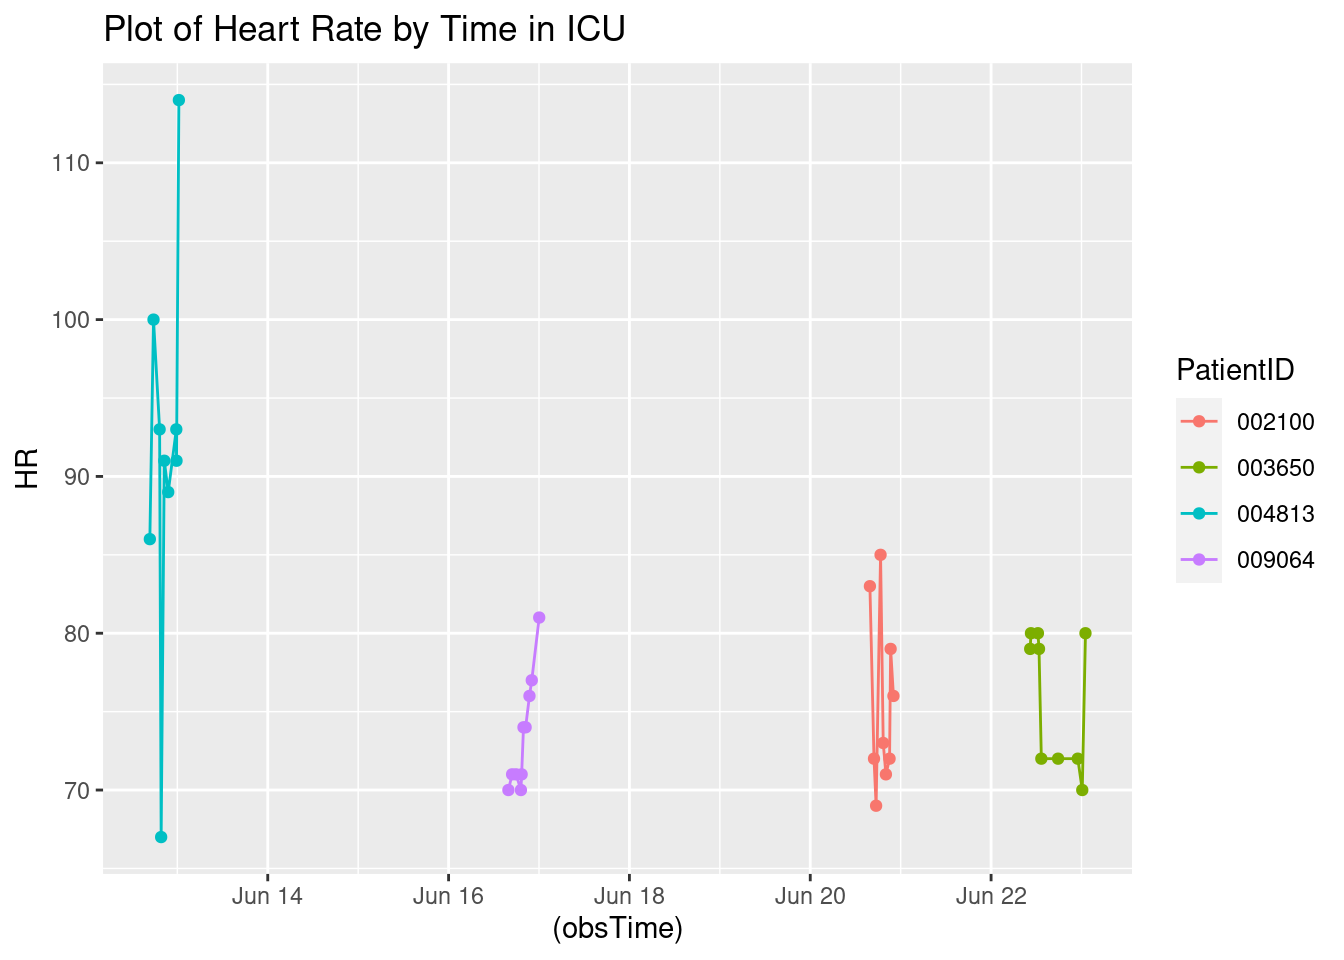 Plot of Heart Rate by Time in ICU
110
100
90
80
70
HR
Jun 14
Jun 16
Jun 18
Jun 20
Jun 22
(obsTime)
PatientID
002100
003650
004813
009064